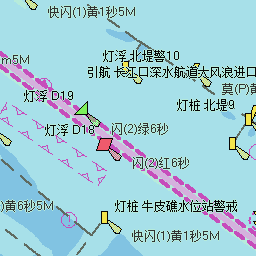 快闪(1)黄1秒5M
灯浮 北堤警10
m5M
引航 长江口深水航道大风浪进口
灯浮 D19
莫(P)黄
灯桩 北堤9
灯浮 D18
闪(2)绿6秒
闪(2)红6秒
黄6秒5M
灯桩 牛皮礁水位站警戒
快闪(1)黄1秒5M